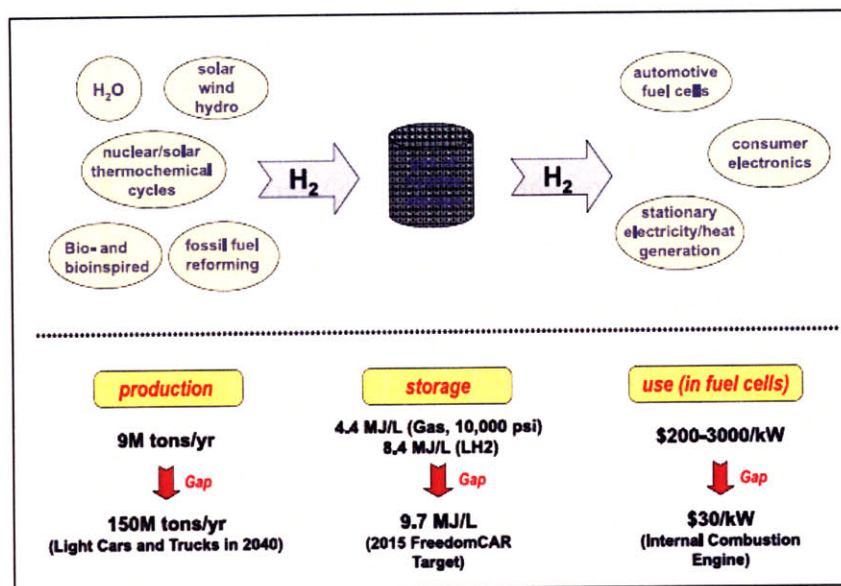 H₂O
solar
wind
hydro
nuclear/solar
thermochemical
cycles
Bio- and
bioinspired
fossil fuel
reforming
H₂
H₂
automotive
fuel cells
consumer
electronics
stationary
electricity/heat
generation
production
9M tons/yr
Gap
150M tons/yr
(Light Cars and Trucks in 2040)
storage
4.4 MJ/L (Gas, 10,000 psi)
8.4 MJ/L (LH2)
Gap
9.7 MJ/L
(2015 FreedomCAR
Target)
use (in fuel cells)
$200-3000/kW
Gap
$30/kW
(Internal Combustion
Engine)